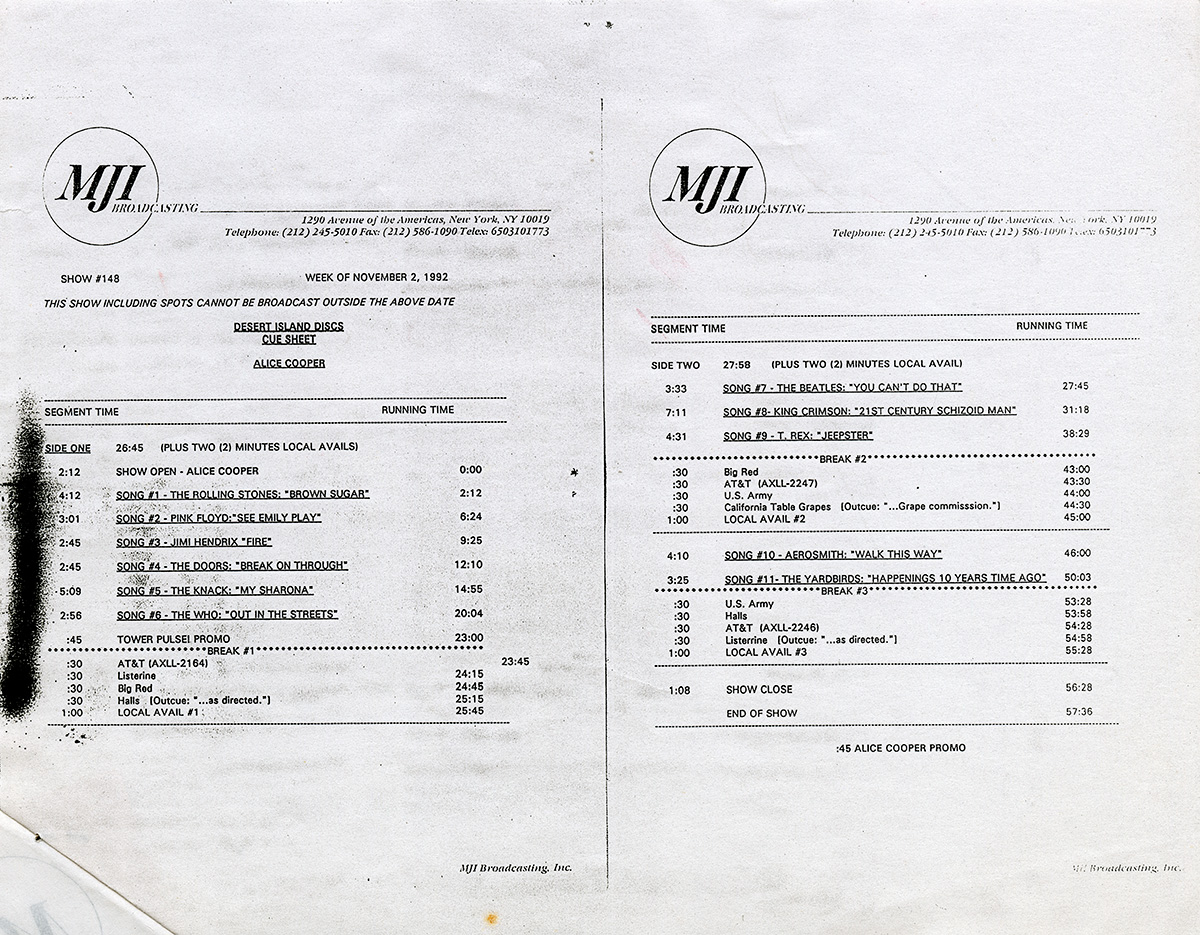 MJI
BROADCASTING
1290 Avenue of the Americas, New York, NY 10019
Telephone: (212) 245-5010 Fax: (212) 586-1090 Telex: 6503101773
SHOW #148 WEEK OF NOVEMBER 2, 1992
THIS SHOW INCLUDING SPOTS CANNOT BE BROADCAST OUTSIDE THE ABOVE DATE
DESERT ISLAND DISCS
CUE SHEET
ALICE COOPER
SEGMENT TIME RUNNING TIME
SIDE ONE 26:45 (PLUS TWO (2) MINUTES LOCAL AVAILS)
2:12 SHOW OPEN - ALICE COOPER 0:00
4:12 SONG #1 - THE ROLLING STONES: "BROWN SUGAR" 2:12
3:01 SONG #2 - PINK FLOYD:"SEE EMILY PLAY" 6:24
2:45 SONG #3 - JIMI HENDRIX "FIRE" 9:25
2:45 SONG #4 - THE DOORS: "BREAK ON THROUGH" 12:10
5:09 SONG #5 - THE KNACK: "MY SHARONA" 14:55
2:56 SONG #6 - THE WHO: "OUT IN THE STREETS" 20:04
:45 TOWER PULSE! PROMO 23:00
BREAK #1
:30 AT&T (AXLL-2164) 23:45
:30 Listerine 24:15
:30 Big Red 24:45
:30 Halls (Outcue: "...as directed.") 25:15
1:00 LOCAL AVAIL #1 25:45
MJI Broadcasting, Inc.
MJI
BROADCASTING
1290 Avenue of the Americas, New York, NY 10019
Telephone: (212) 245-5010 Fax: (212) 586-1090 Telex: 6503101773
SEGMENT TIME RUNNING TIME
SIDE TWO 27:58 (PLUS TWO (2) MINUTES LOCAL AVAIL)
3:33 SONG #7 - THE BEATLES: "YOU CAN'T DO THAT" 27:45
7:11 SONG #8- KING CRIMSON: "21ST CENTURY SCHIZOID MAN" 31:18
4:31 SONG #9 - T. REX: "JEEPSTER" 38:29
BREAK #2
:30 Big Red 43:00
:30 AT&T (AXLL-2247) 43:30
:30 U.S. Army 44:00
:30 California Table Grapes (Outcue: "...Grape commisssion.") 44:30
1:00 LOCAL AVAIL #2 45:00
4:10 SONG #10 - AEROSMITH: "WALK THIS WAY" 46:00
3:25 SONG #11- THE YARDBIRDS: "HAPPENINGS 10 YEARS TIME AGO" 50:03
BREAK #3
:30 U.S. Army 53:28
:30 Halls 53:58
:30 AT&T (AXLL-2246) 54:28
:30 Listerrine (Outcue: "...as directed.") 54:58
1:00 LOCAL AVAIL #3 55:28
1:08 SHOW CLOSE 56:28
END OF SHOW 57:36
:45 ALICE COOPER PROMO
MJI Broadcasting, Inc.